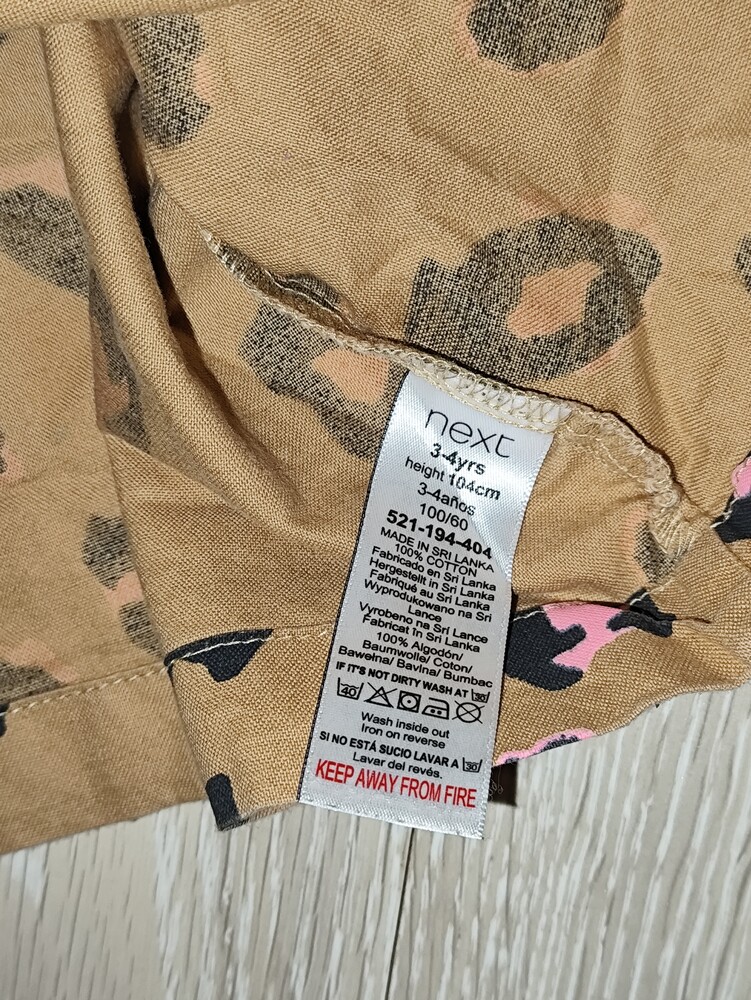 next
3-4yrs
height 104cm
3-4años
100/60
521-194-404
MADE IN SRI LANKA
100% COTTON
Fabricado en Sri Lanka
Hergestellt in Sri Lanka
Fabriqué au Sri Lanka
Wyprodukowano na Sri
Lance
Vyrobeno na Sri Lance
Fabricat în Sri Lanka
100% Algodón/
Baumwolle/ Coton/
Bawełna/ Bavlna/ Bumbac
IF IT'S NOT DIRTY WASH AT 30
40
Wash inside out
Iron on reverse
SI NO ESTÁ SUCIO LAVAR A 30
Lavar del revés.
KEEP AWAY FROM FIRE